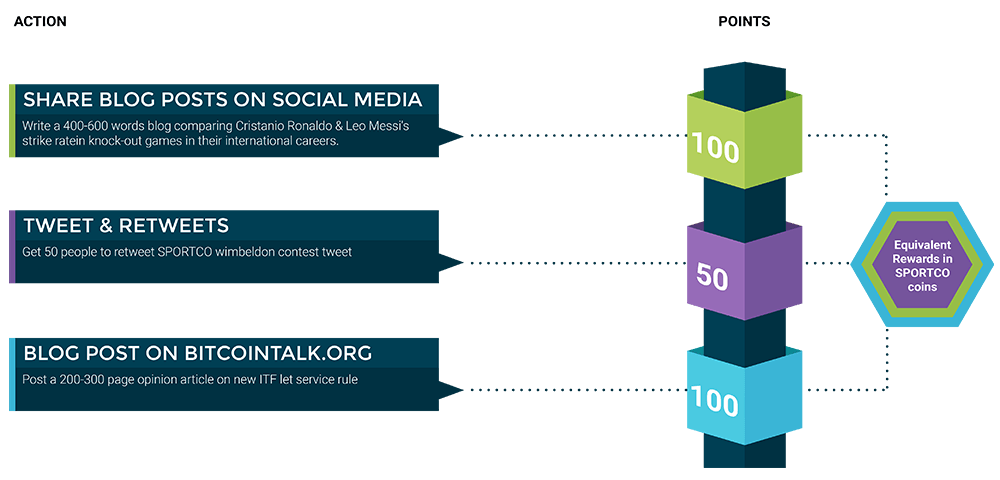 ACTION
POINTS
SHARE BLOG POSTS ON SOCIAL MEDIA
Write a 400-600 words blog comparing Cristanio Ronaldo & Leo Messi's
strike ratein knock-out games in their international careers.
100
TWEET & RETWEETS
Get 50 people to retweet SPORTCO wimbeldon contest tweet
50
Equivalent
Rewards in
SPORTCO
coins
BLOG POST ON BITCOINTALK.ORG
Post a 200-300 page opinion article on new ITF let service rule
100